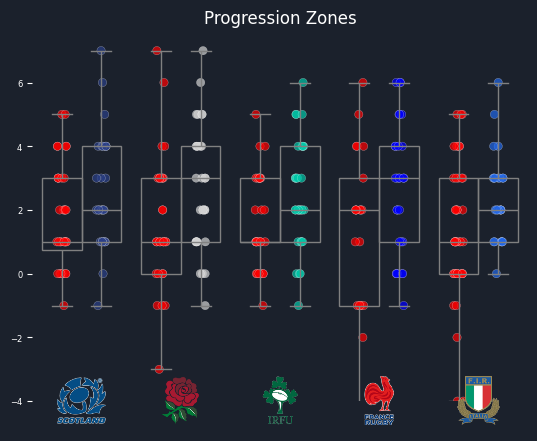 Progression Zones
6
4
2
0
−2
−4
SCOTLAND
IRFU
FRANCE
RUGBY
F.I.R.